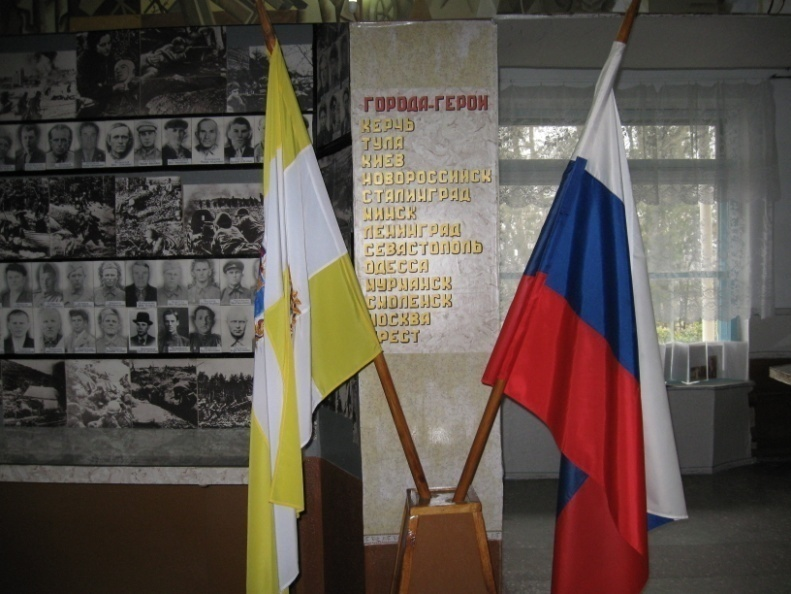 ГОРОДА-ГЕРОИ
КЕРЧЬ
ТУЛА
КИЕВ
НОВОРОССИЙСК
СТАЛИНГРАД
МИНСК
ЛЕНИНГРАД
СЕВАСТОПОЛЬ
ОДЕССА
МУРМАНСК
СМОЛЕНСК
МОСКВА
БРЕСТ